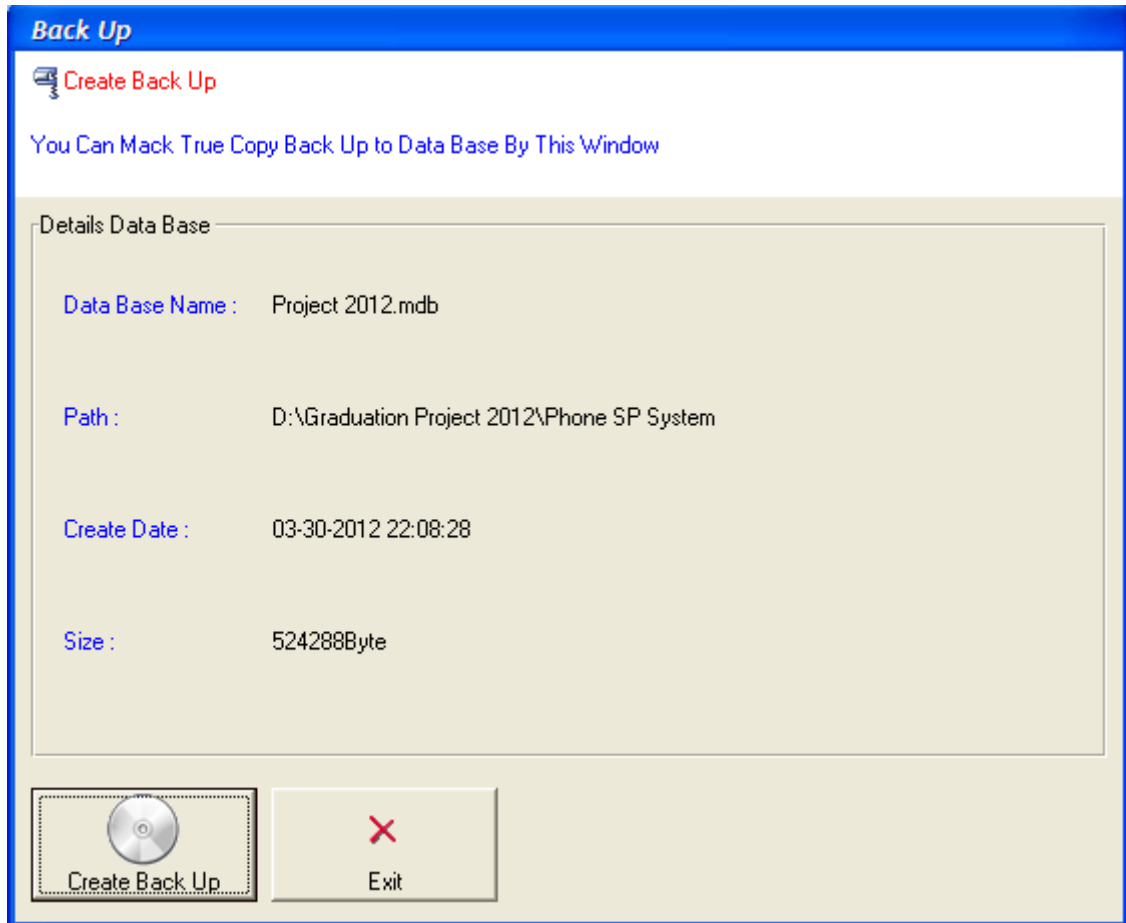 Back Up
Create Back Up
You Can Mack True Copy Back Up to Data Base By This Window
Details Data Base
Data Base Name : Project 2012.mdb
Path : D:\Graduation Project 2012\Phone SP System
Create Date : 03-30-2012 22:08:28
Size : 524288Byte
Create Back Up Exit